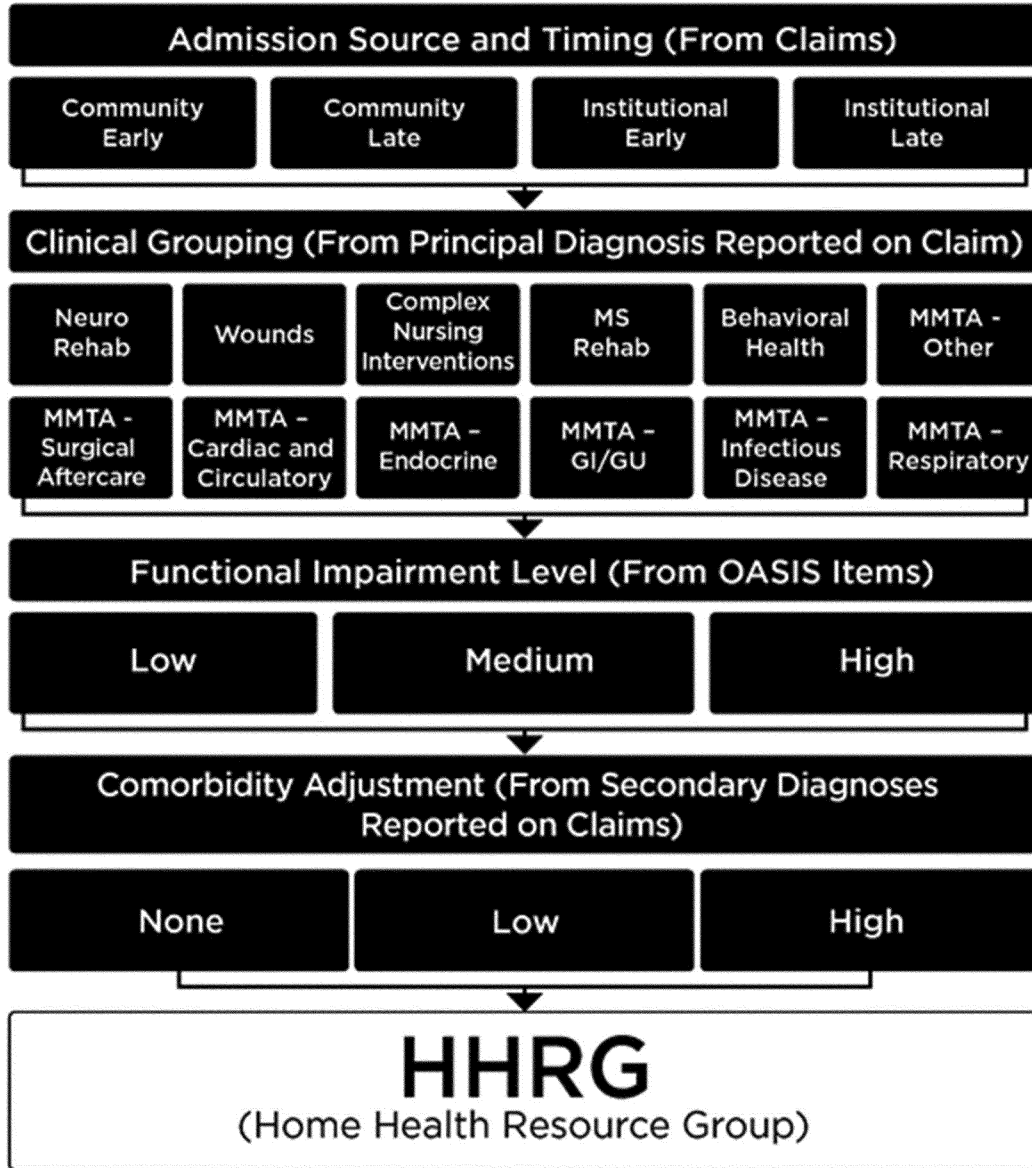 Admission Source and Timing (From Claims)
Community
Early
Community
Late
Institutional
Early
Institutional
Late
Clinical Grouping (From Principal Diagnosis Reported on Claim)
Neuro
Rehab
Wounds
Complex
Nursing
Interventions
MS
Rehab
Behavioral
Health
MMTA -
Other
MMTA -
Surgical
Aftercare
MMTA –
Cardiac and
Circulatory
MMTA –
Endocrine
MMTA –
GI/GU
MMTA –
Infectious
Disease
MMTA –
Respiratory
Functional Impairment Level (From OASIS Items)
Low
Medium
High
Comorbidity Adjustment (From Secondary Diagnoses
Reported on Claims)
None
Low
High
HHRG
(Home Health Resource Group)